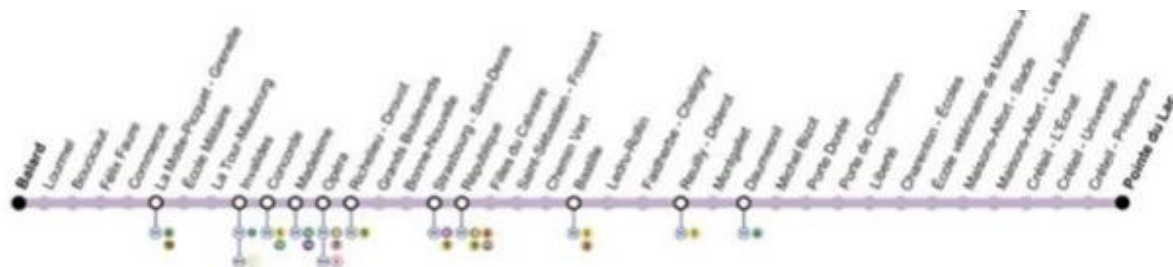 Balard
Lourmel
Boucicaut
Félix Faure
Commerce
La Motte-Picquet - Grenelle
École Militaire
La Tour-Maubourg
Invalides
Concorde
Madeleine
Opéra
Richelieu - Drouot
Grands Boulevards
Bonne-Nouvelle
Strasbourg - Saint-Denis
République
Filles du Calvaire
Saint-Sébastien - Froissart
Chemin Vert
Bastille
Ledru-Rollin
Faidherbe - Chaligny
Reuilly - Diderot
Montgallet
Daumesnil
Michel Bizot
Porte Dorée
Porte de Charenton
Liberté
Charenton - Écoles
École vétérinaire de Maisons-A
Maisons-Alfort - Stade
Maisons-Alfort - Les Juilliottes
Créteil - L'Échat
Créteil - Université
Créteil - Préfecture
Pointe du Lac